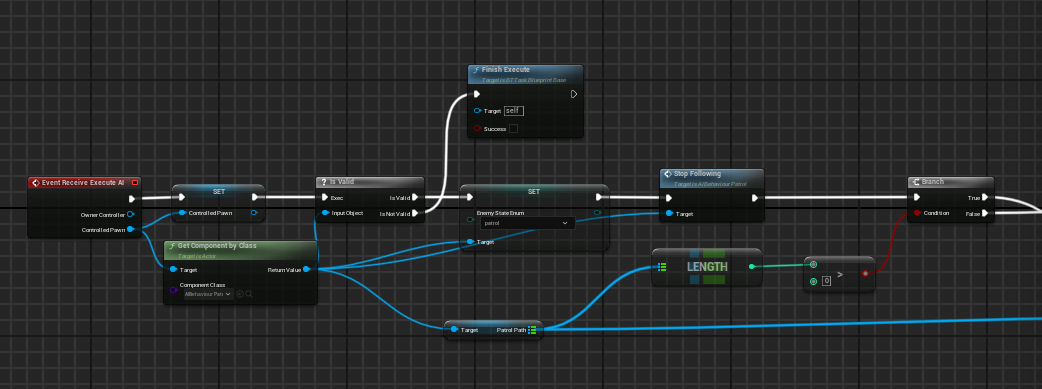 Finish Execute
Target is BT Task Blueprint Base
Target self
Success
Event Receive Execute AI
Owner Controller
Controlled Pawn
SET
Controlled Pawn
? Is Valid
Exec Is Valid
Input Object Is Not Valid
SET
Enemy State Enum
patrol
Target
Stop Following
Target is AI Behaviour Patrol
Target
Branch
True
Condition False
Get Component by Class
Target is Actor
Target Return Value
Component Class
AIBehaviour Patr
LENGTH
>
0
Target Patrol Path